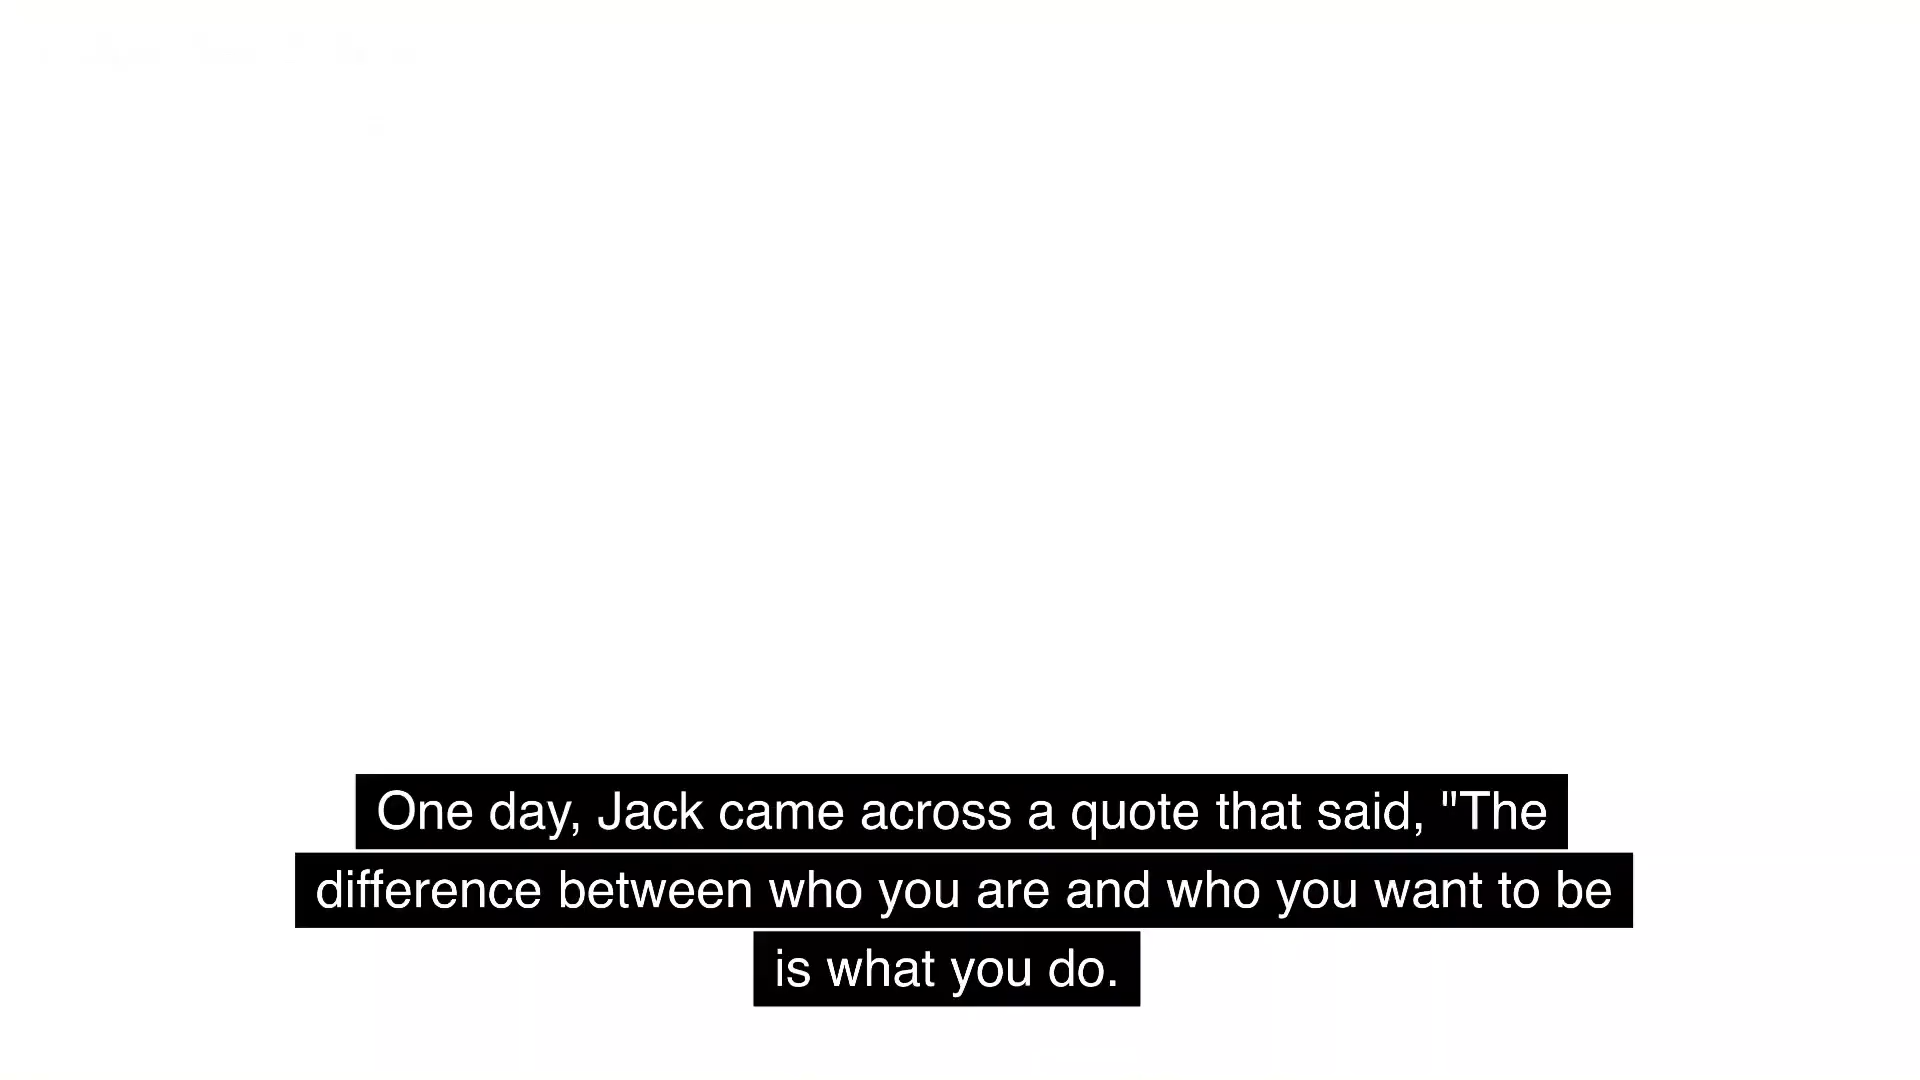 One day, Jack came across a quote that said, "The
difference between who you are and who you want to be
is what you do.